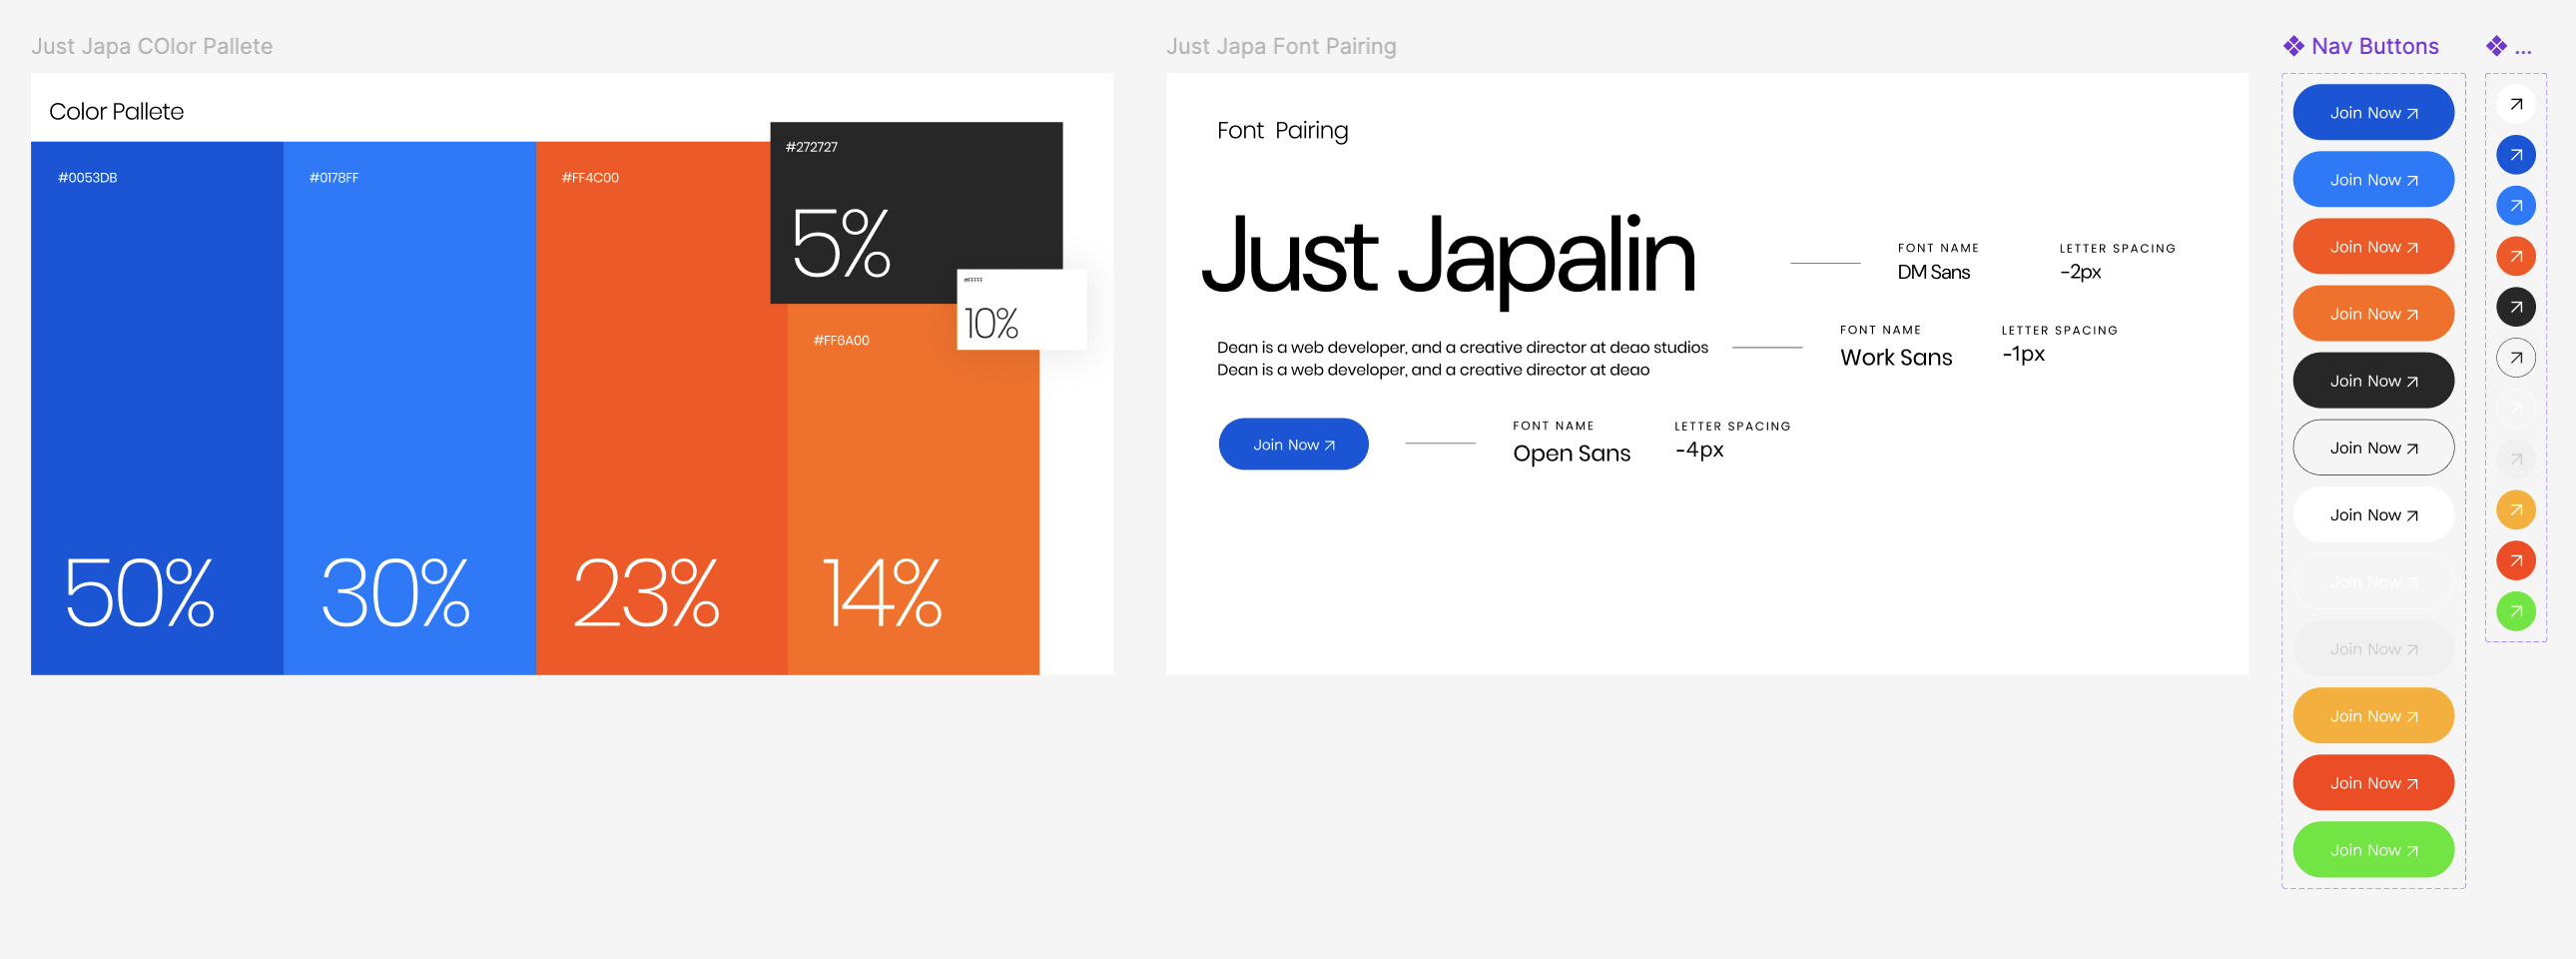 Just Japa COlor Pallete
Color Pallete
#0053DB
#0178FF
#FF4C00
#272727
5%
#FFFFF
10%
#FF6A00
50%
30%
23%
14%
Just Japa Font Pairing
Font Pairing
Just Japalin
FONT NAME
DM Sans
LETTER SPACING
-2px
Dean is a web developer, and a creative director at deao studios
Dean is a web developer, and a creative director at deao
FONT NAME
Work Sans
LETTER SPACING
-1px
Join Now
FONT NAME
Open Sans
LETTER SPACING
-4px
Nav Buttons
...
Join Now
Join Now
Join Now
Join Now
Join Now
Join Now
Join Now
Join Now
Join Now
Join Now
Join Now
Join Now